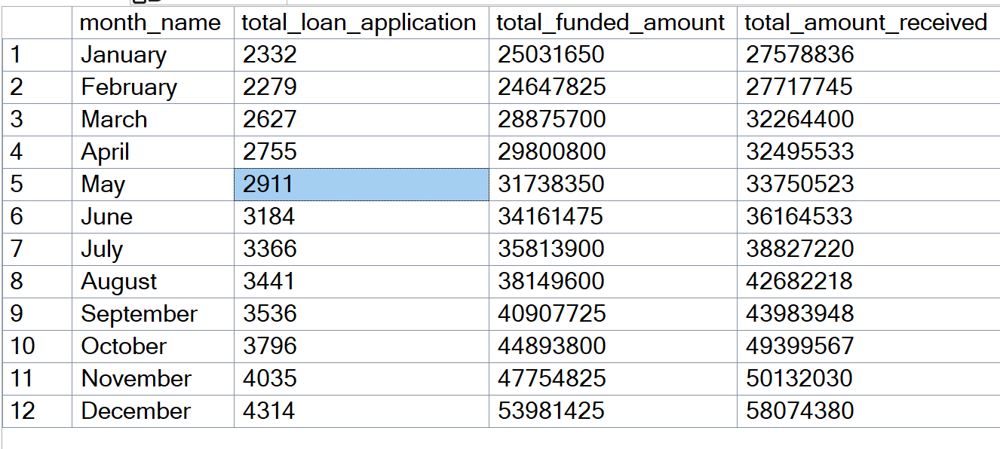 month_name total_loan_application total_funded_amount total_amount_received
1 January 2332 25031650 27578836
2 February 2279 24647825 27717745
3 March 2627 28875700 32264400
4 April 2755 29800800 32495533
5 May 2911 31738350 33750523
6 June 3184 34161475 36164533
7 July 3366 35813900 38827220
8 August 3441 38149600 42682218
9 September 3536 40907725 43983948
10 October 3796 44893800 49399567
11 November 4035 47754825 50132030
12 December 4314 53981425 58074380